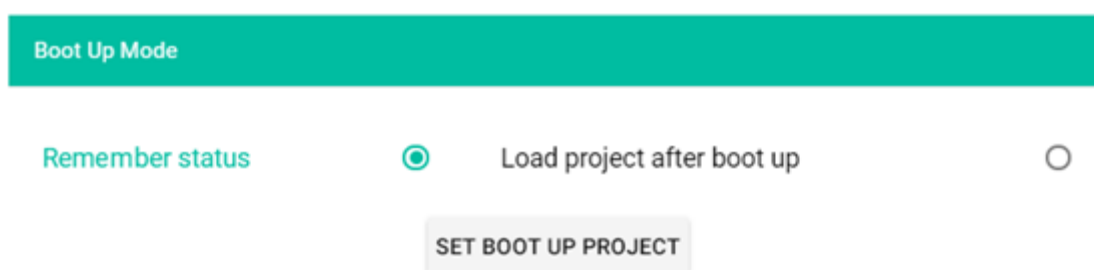 Boot Up Mode
Remember status Load project after boot up
SET BOOT UP PROJECT